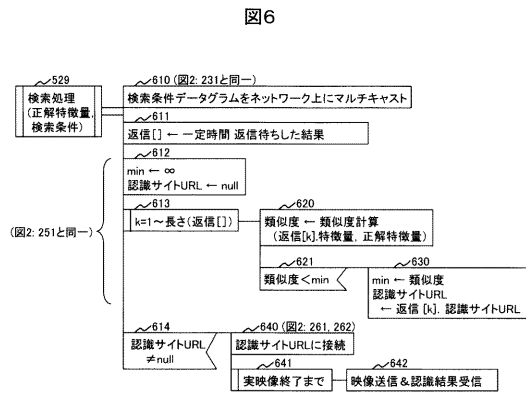 図6
529
検索処理
(正解特徴量,
検索条件)
610 (図2: 231と同一)
検索条件データグラムをネットワーク上にマルチキャスト
611
返信[] ← 一定時間 返信待ちした結果
612
min ← ∞
認識サイトURL ← null
(図2: 251と同一)
613
k=1～長さ(返信[])
620
類似度 ← 類似度計算
(返信[k].特徴量, 正解特徴量)
621
類似度<min
630
min ← 類似度
認識サイトURL
← 返信 [k]. 認識サイトURL
614
認識サイトURL
≠null
640 (図2: 261, 262)
認識サイトURLに接続
641
実映像終了まで
642
映像送信&認識結果受信